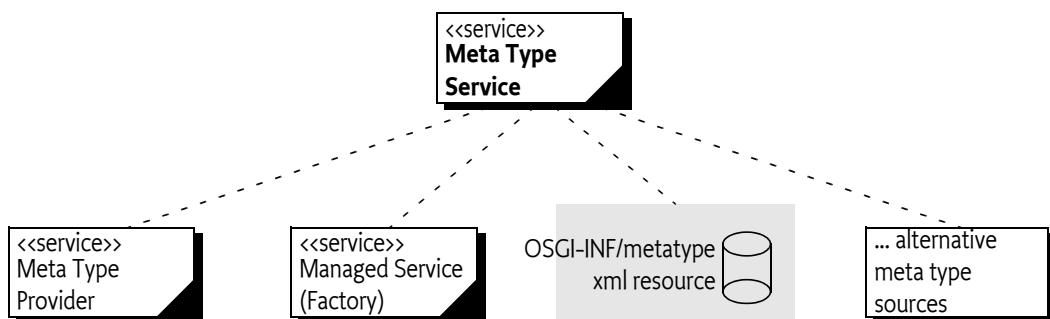 <<service>>
Meta Type
Service
<<service>>
Meta Type
Provider
<<service>>
Managed Service
(Factory)
OSGI-INF/metatype
xml resource
... alternative
meta type
sources